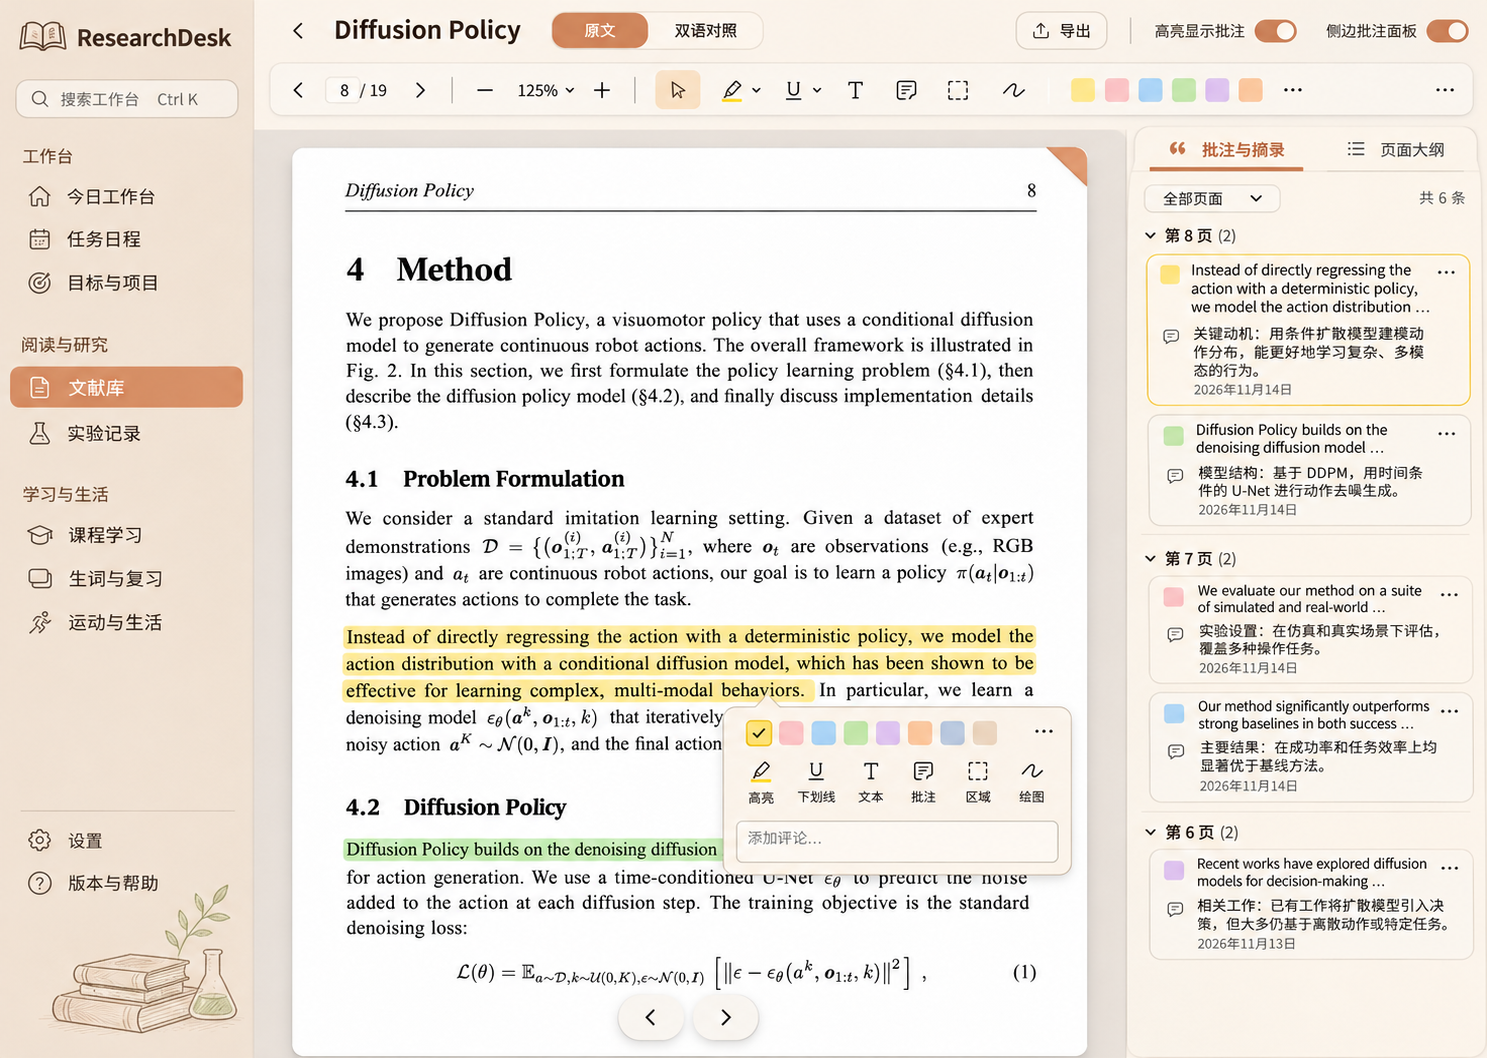 ResearchDesk
搜索工作台 Ctrl K
工作台
今日工作台
任务日程
目标与项目
阅读与研究
文献库
实验记录
学习与生活
课程学习
生词与复习
运动与生活
设置
版本与帮助
Diffusion Policy
原文
双语对照
导出
高亮显示批注
侧边批注面板
8 / 19
125%
Diffusion Policy 8
4 Method
We propose Diffusion Policy, a visuomotor policy that uses a conditional diffusion
model to generate continuous robot actions. The overall framework is illustrated in
Fig. 2. In this section, we first formulate the policy learning problem (§4.1), then
describe the diffusion policy model (§4.2), and finally discuss implementation details
(§4.3).
4.1 Problem Formulation
We consider a standard imitation learning setting. Given a dataset of expert
demonstrations 𝒟 = {(o_{1:T}^{(i)}, a_{1:T}^{(i)})}_{i=1}^{N}, where o_t are observations (e.g., RGB
images) and a_t are continuous robot actions, our goal is to learn a policy π(a_t|o_{1:t})
that generates actions to complete the task.
Instead of directly regressing the action with a deterministic policy, we model the
action distribution with a conditional diffusion model, which has been shown to be
effective for learning complex, multi-modal behaviors. In particular, we learn a
denoising model ϵ_θ(a^k, o_{1:t}, k) that iteratively
noisy action a^K ∼ 𝒩(0, I), and the final action
4.2 Diffusion Policy
Diffusion Policy builds on the denoising diffusion
for action generation. We use a time-conditioned U-Net ϵ_θ to predict the noise
added to the action at each diffusion step. The training objective is the standard
denoising loss:
ℒ(θ) = 𝔼_{a∼𝒟,k∼𝒰(0,K),ϵ∼𝒩(0,I)} [‖ϵ − ϵ_θ(a^k, o_{1:t}, k)‖^2] , (1)
高亮
下划线
文本
批注
区域
绘图
添加评论…
批注与摘录
页面大纲
全部页面
共 6 条
第 8 页 (2)
Instead of directly regressing the
action with a deterministic policy,
we model the action distribution …
关键动机：用条件扩散模型建模动
作分布，能更好地学习复杂、多模
态的行为。
2026年11月14日
Diffusion Policy builds on the
denoising diffusion model …
模型结构：基于 DDPM，用时间条
件的 U-Net 进行动作去噪生成。
2026年11月14日
第 7 页 (2)
We evaluate our method on a suite
of simulated and real-world …
实验设置：在仿真和真实场景下评估，
覆盖多种操作任务。
2026年11月14日
Our method significantly outperforms
strong baselines in both success …
主要结果：在成功率和任务效率上均
显著优于基线方法。
2026年11月14日
第 6 页 (2)
Recent works have explored diffusion
models for decision-making …
相关工作：已有工作将扩散模型引入决
策，但大多仍基于离散动作或特定任务。
2026年11月13日